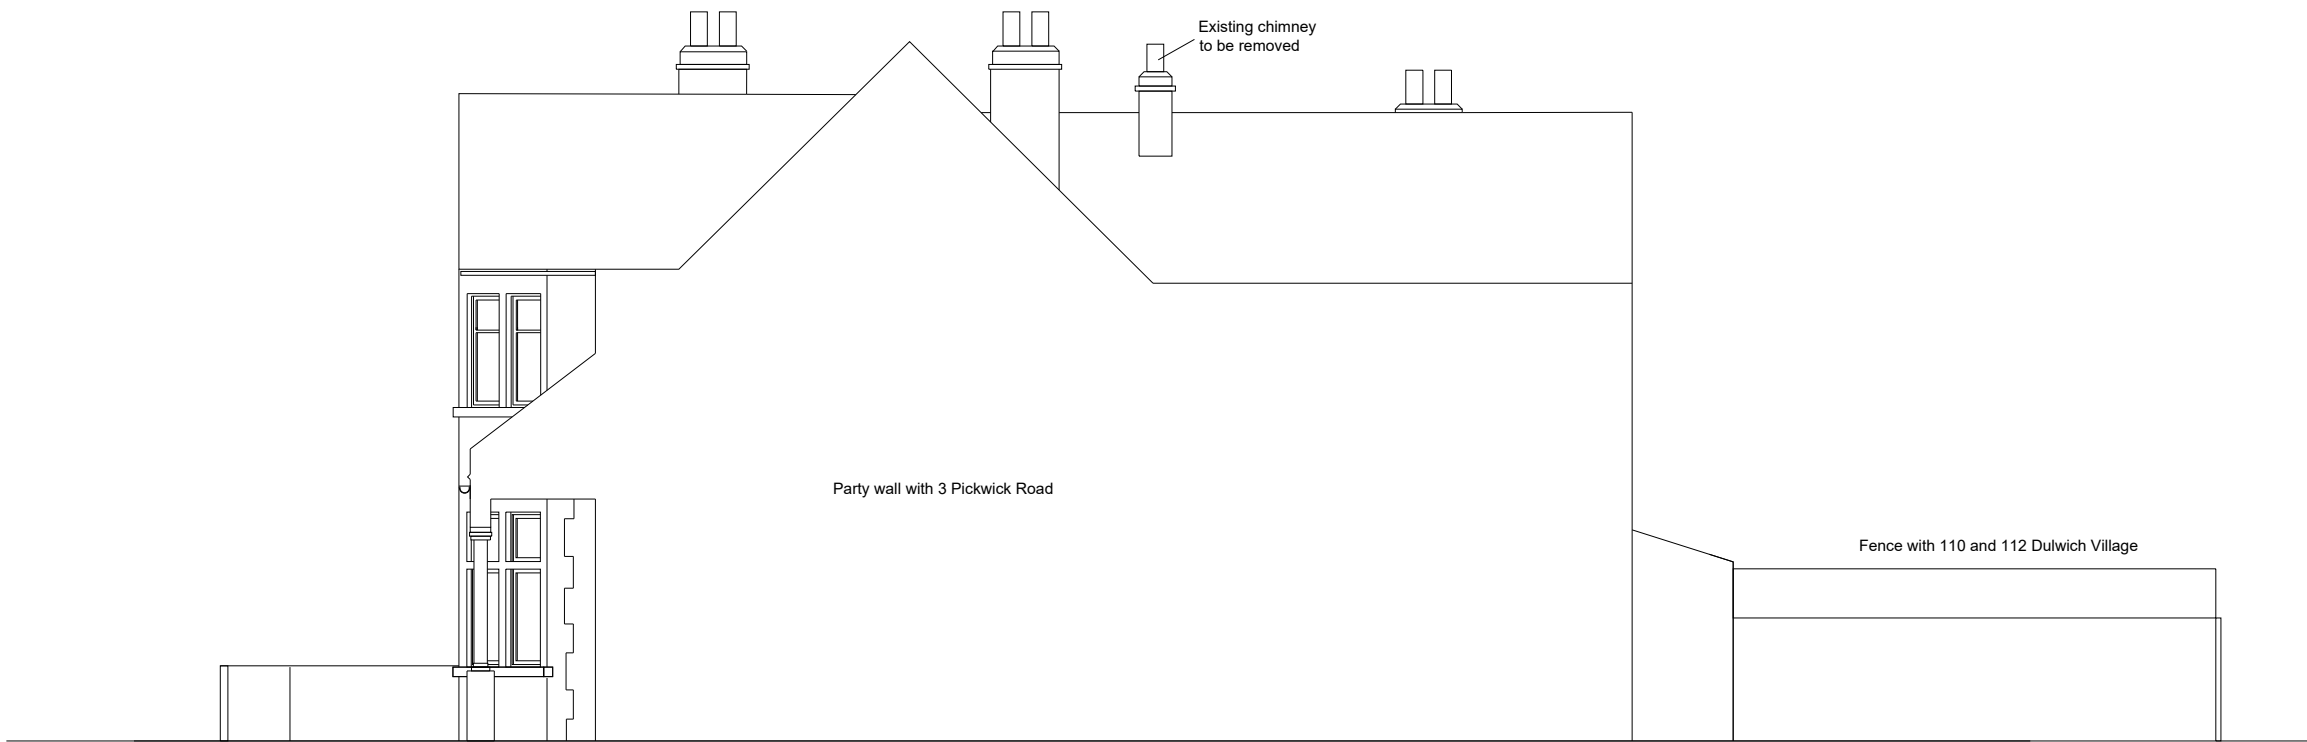 Existing chimney
to be removed
Party wall with 3 Pickwick Road
Fence with 110 and 112 Dulwich Village